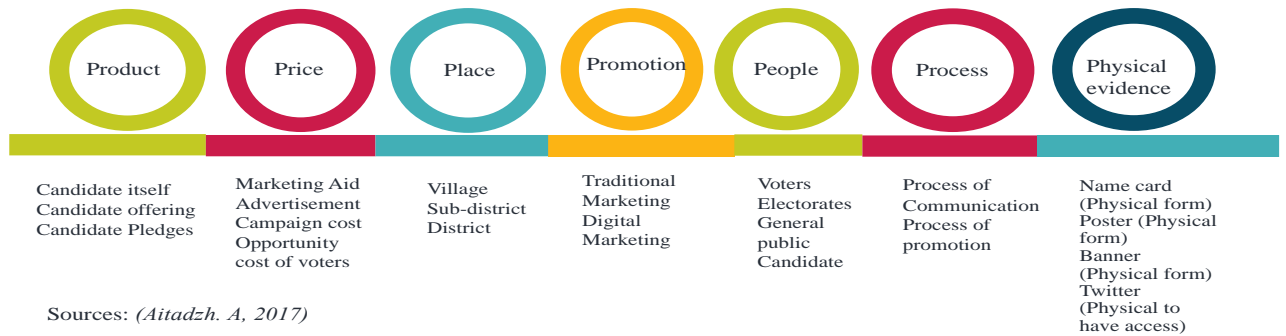 Product
Price
Place
Promotion
People
Process
Physical
evidence
Candidate itself
Candidate offering
Candidate Pledges
Marketing Aid
Advertisement
Campaign cost
Opportunity
cost of voters
Village
Sub-district
District
Traditional
Marketing
Digital
Marketing
Voters
Electorates
General
public
Candidate
Process of
Communication
Process of
promotion
Name card
(Physical form)
Poster (Physical
form)
Banner
(Physical form)
Twitter
(Physical to
have access)
Sources: (Aitadzh. A, 2017)